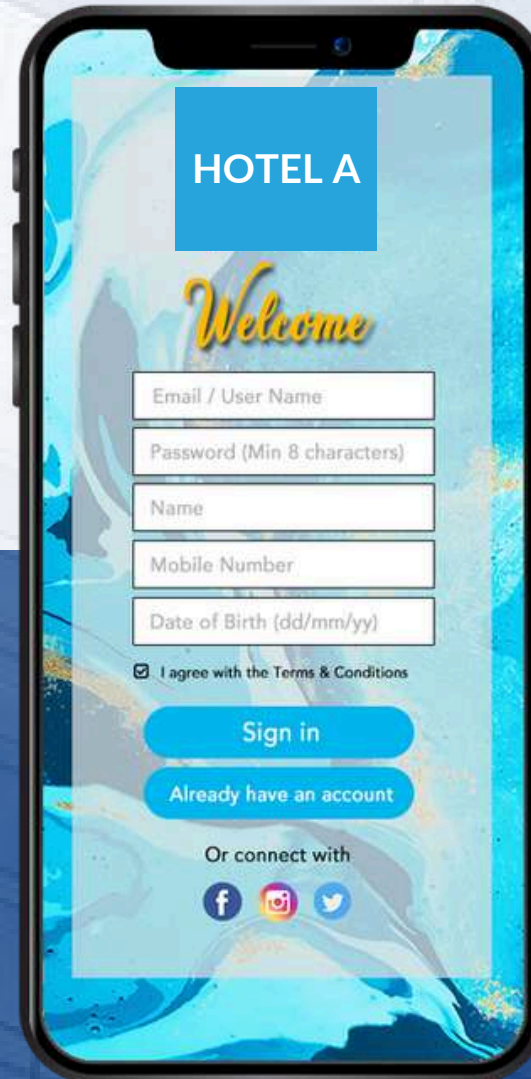 HOTEL A
Welcome
Email / User Name
Password (Min 8 characters)
Name
Mobile Number
Date of Birth (dd/mm/yy)
I agree with the Terms & Conditions
Sign in
Already have an account
Or connect with
f